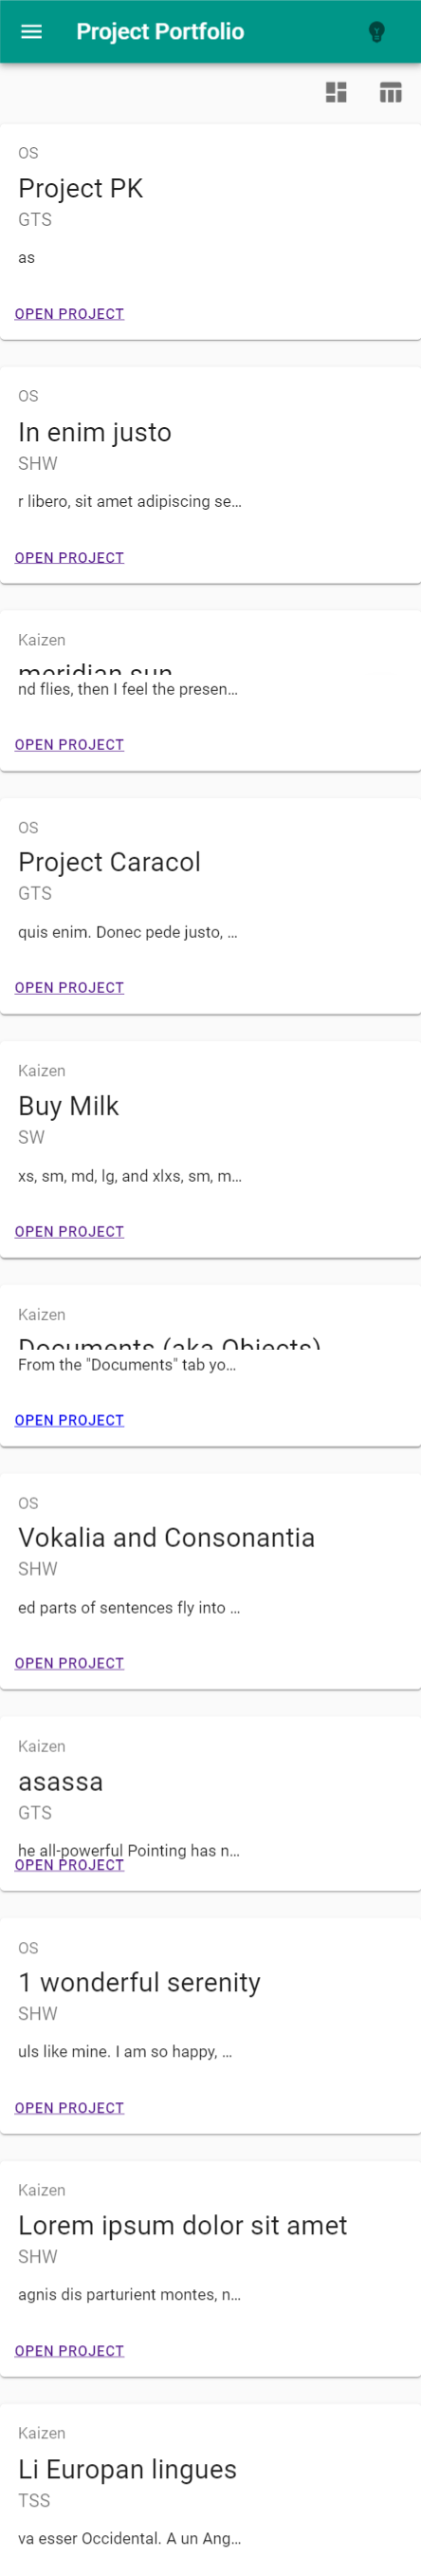 Project Portfolio
OS
Project PK
GTS
as
OPEN PROJECT
OS
In enim justo
SHW
r libero, sit amet adipiscing se...
OPEN PROJECT
Kaizen
meridian sun
nd flies, then I feel the presen...
OPEN PROJECT
OS
Project Caracol
GTS
quis enim. Donec pede justo, ...
OPEN PROJECT
Kaizen
Buy Milk
SW
xs, sm, md, lg, and xlxs, sm, m...
OPEN PROJECT
Kaizen
Documents (aka Objects)
From the "Documents" tab yo...
OPEN PROJECT
OS
Vokalia and Consonantia
SHW
ed parts of sentences fly into ...
OPEN PROJECT
Kaizen
asassa
GTS
he all-powerful Pointing has n...
OPEN PROJECT
OS
1 wonderful serenity
SHW
uls like mine. I am so happy, ...
OPEN PROJECT
Kaizen
Lorem ipsum dolor sit amet
SHW
agnis dis parturient montes, n...
OPEN PROJECT
Kaizen
Li Europan lingues
TSS
va esser Occidental. A un Ang...